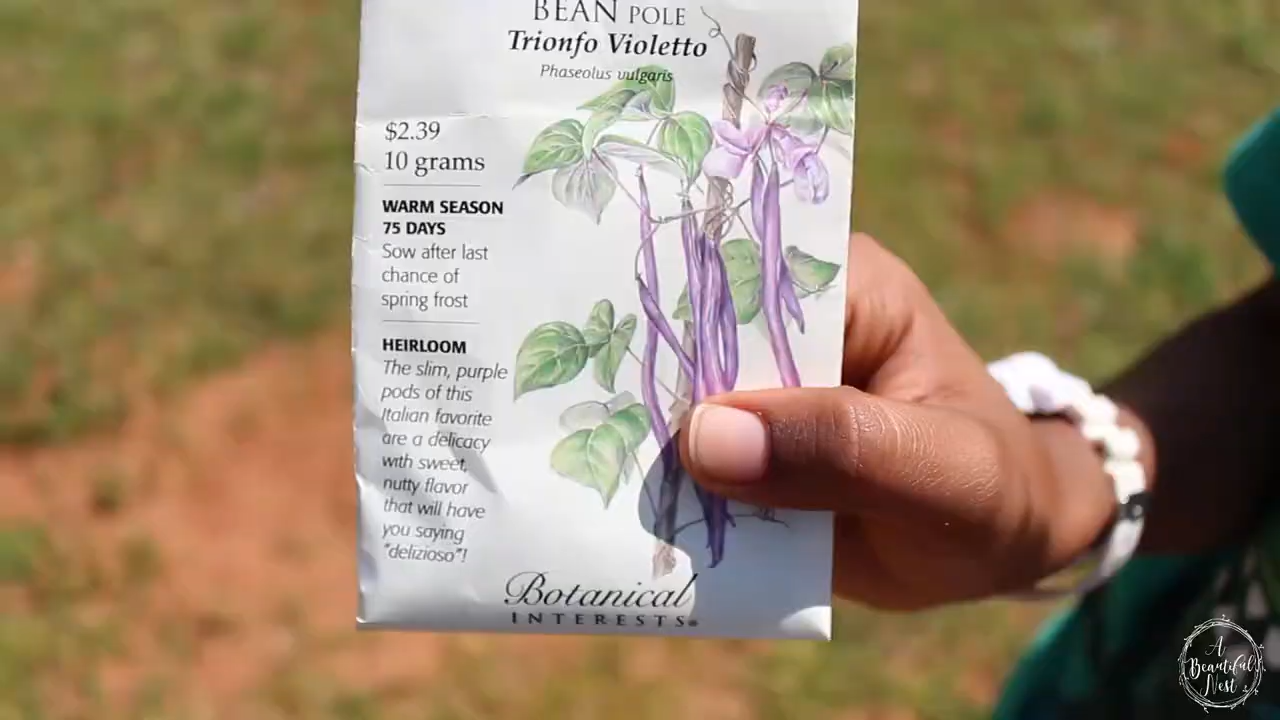 BEAN POLE
Trionfo Violetto
Phaseolus vulgaris
$2.39
10 grams
WARM SEASON
75 DAYS
Sow after last
chance of
spring frost
HEIRLOOM
The slim, purple
pods of this
Italian favorite
are a delicacy
with sweet,
nutty flavor
that will have
you saying
"delizioso"!
Botanical
INTERESTS®
A
Beautiful
Nest